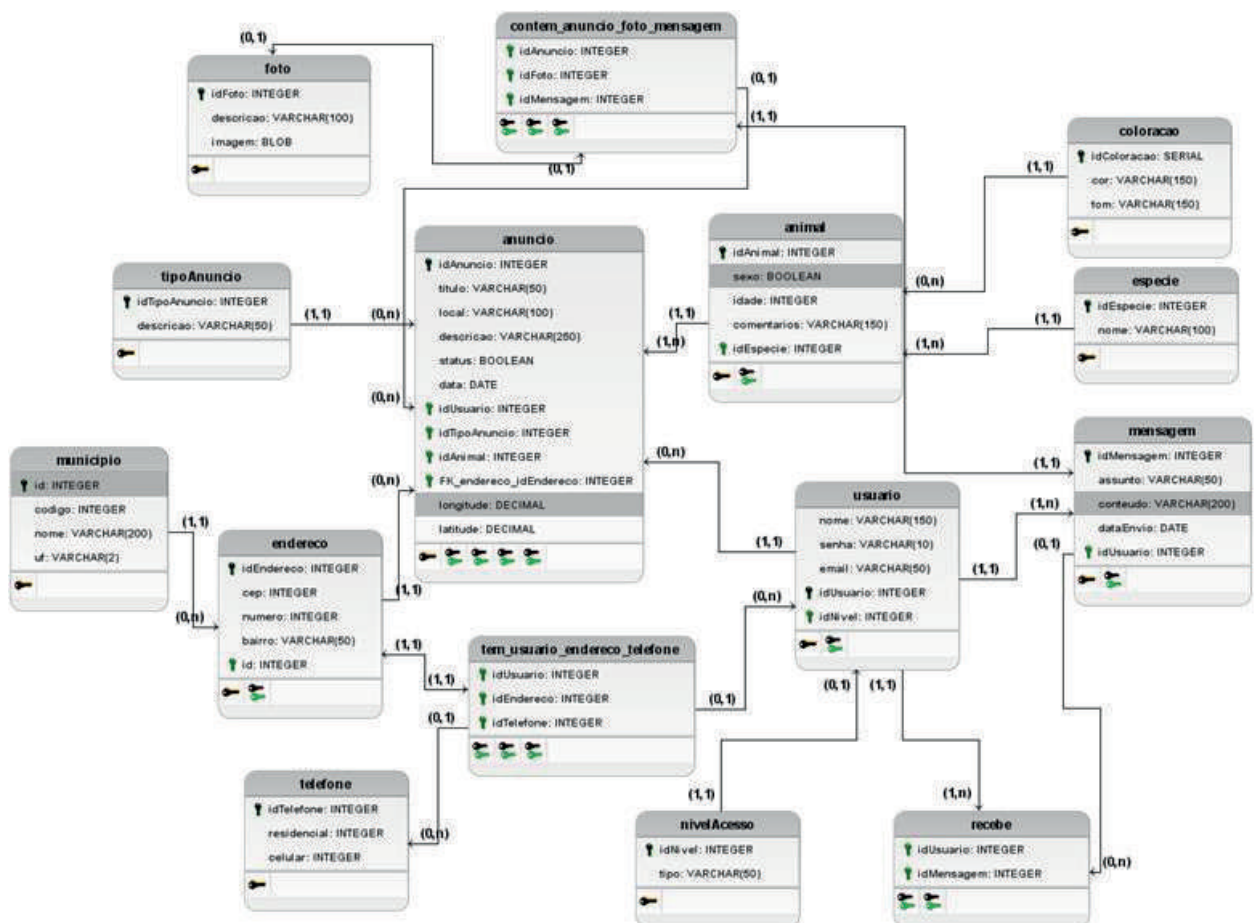 contem_anuncio_foto_mensagem
idAnuncio: INTEGER
idFoto: INTEGER
idMensagem: INTEGER
(0, 1)
(0, 1)
(1, 1)
(0, 1)
foto
idFoto: INTEGER
descricao: VARCHAR(100)
imagem: BLOB
coloracao
idColoracao: SERIAL
cor: VARCHAR(150)
tom: VARCHAR(150)
(1, 1)
(0, n)
anuncio
idAnuncio: INTEGER
titulo: VARCHAR(50)
local: VARCHAR(100)
descricao: VARCHAR(250)
status: BOOLEAN
data: DATE
idUsuario: INTEGER
idTipoAnuncio: INTEGER
idAnimal: INTEGER
FK_endereco_idEndereco: INTEGER
longitude: DECIMAL
latitude: DECIMAL
animal
idAnimal: INTEGER
sexo: BOOLEAN
idade: INTEGER
comentarios: VARCHAR(150)
idEspecie: INTEGER
(1, 1)
(1, n)
tipoAnuncio
idTipoAnuncio: INTEGER
descricao: VARCHAR(50)
(1, 1)
(0, n)
especie
idEspecie: INTEGER
nome: VARCHAR(100)
(1, 1)
(1, n)
(0, n)
municipio
id: INTEGER
codigo: INTEGER
nome: VARCHAR(200)
uf: VARCHAR(2)
(1, 1)
(0, n)
(0, n)
(0, n)
(1, 1)
mensagem
idMensagem: INTEGER
assunto: VARCHAR(50)
conteudo: VARCHAR(200)
dataEnvio: DATE
idUsuario: INTEGER
(1, 1)
(1, n)
(0, 1)
usuario
nome: VARCHAR(150)
senha: VARCHAR(10)
email: VARCHAR(50)
idUsuario: INTEGER
idNivel: INTEGER
(1, 1)
(0, n)
endereco
idEndereco: INTEGER
cep: INTEGER
numero: INTEGER
bairro: VARCHAR(50)
id: INTEGER
(1, 1)
(1, 1)
(1, 1)
tem_usuario_endereco_telefone
idUsuario: INTEGER
idEndereco: INTEGER
idTelefone: INTEGER
(0, 1)
(0, 1)
(0, 1)
(1, 1)
telefone
idTelefone: INTEGER
residencial: INTEGER
celular: INTEGER
(0, n)
nivelAcesso
idNivel: INTEGER
tipo: VARCHAR(50)
(1, 1)
recebe
idUsuario: INTEGER
idMensagem: INTEGER
(1, n)
(0, n)